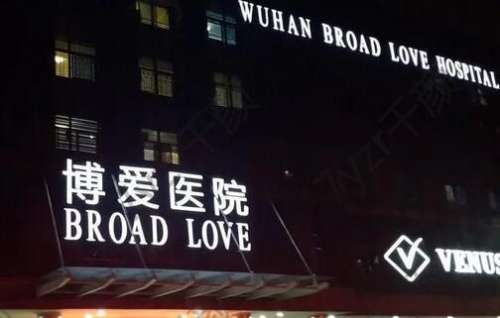 WUHAN BROAD LOVE HOSPITAL
博爱医院
BROAD LOVE
VENUS